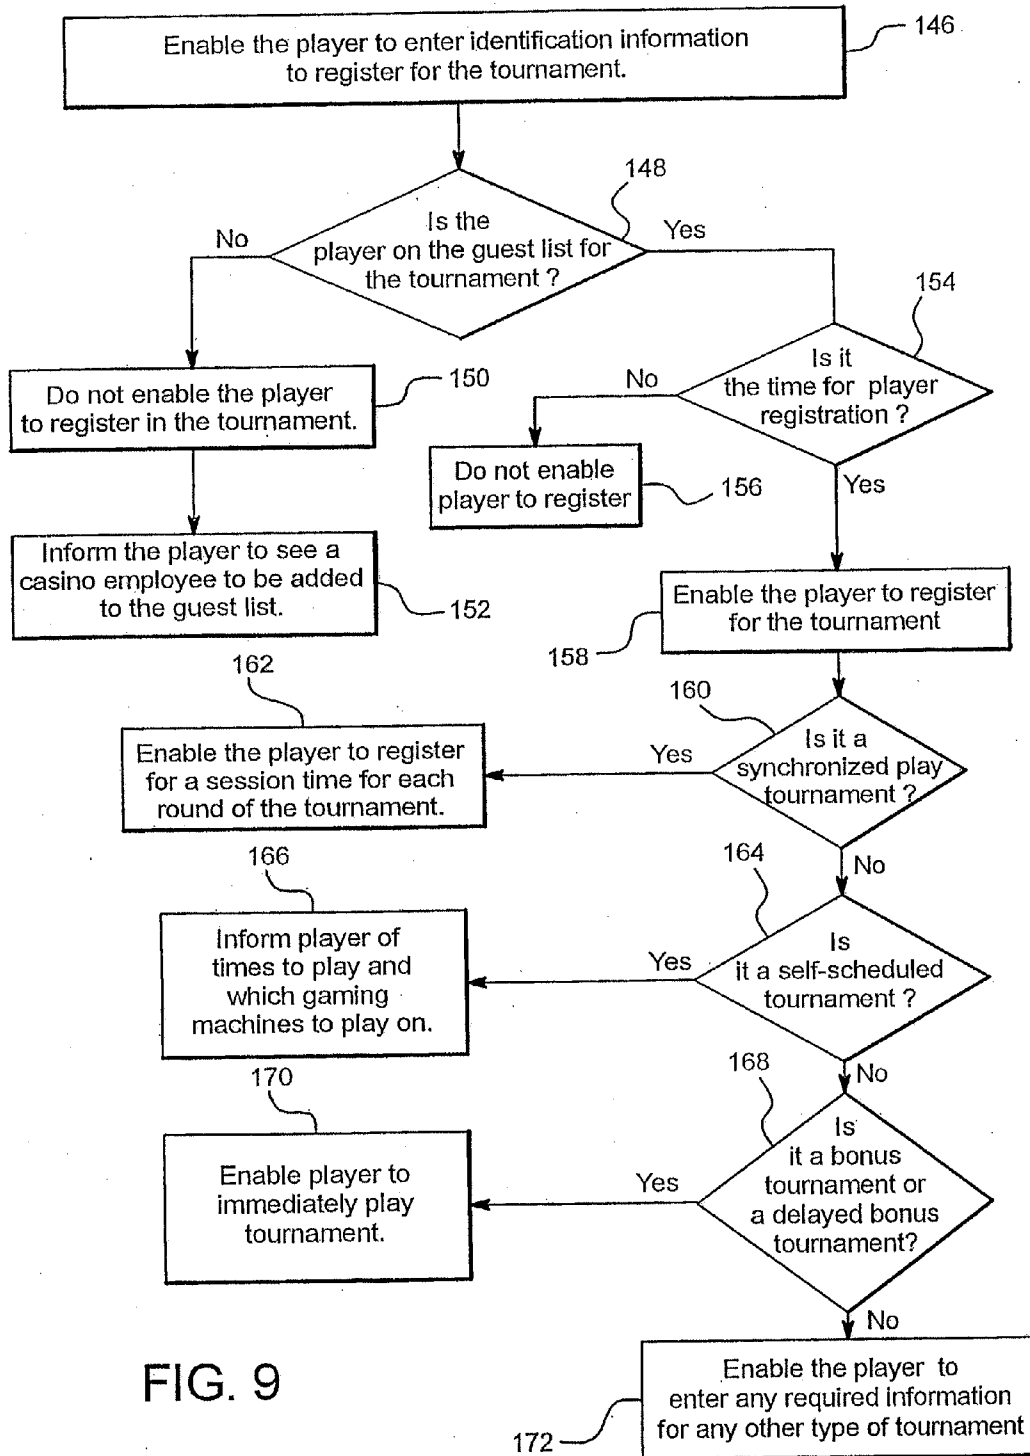 Enable the player to enter identification information
to register for the tournament.
146
148
Is the
player on the guest list for
the tournament ?
No
Yes
154
Is it
the time for player
registration ?
No
Yes
Do not enable the player
to register in the tournament.
150
Do not enable
player to register
156
Inform the player to see a
casino employee to be added
to the guest list.
152
Enable the player to register
for the tournament
158
160
Is it a
synchronized play
tournament ?
Yes
No
162
Enable the player to register
for a session time for each
round of the tournament.
164
Is
it a self-scheduled
tournament ?
Yes
No
166
Inform player of
times to play and
which gaming
machines to play on.
168
Is
it a bonus
tournament or
a delayed bonus
tournament?
Yes
No
170
Enable player to
immediately play
tournament.
Enable the player to
enter any required information
for any other type of tournament
172
FIG. 9